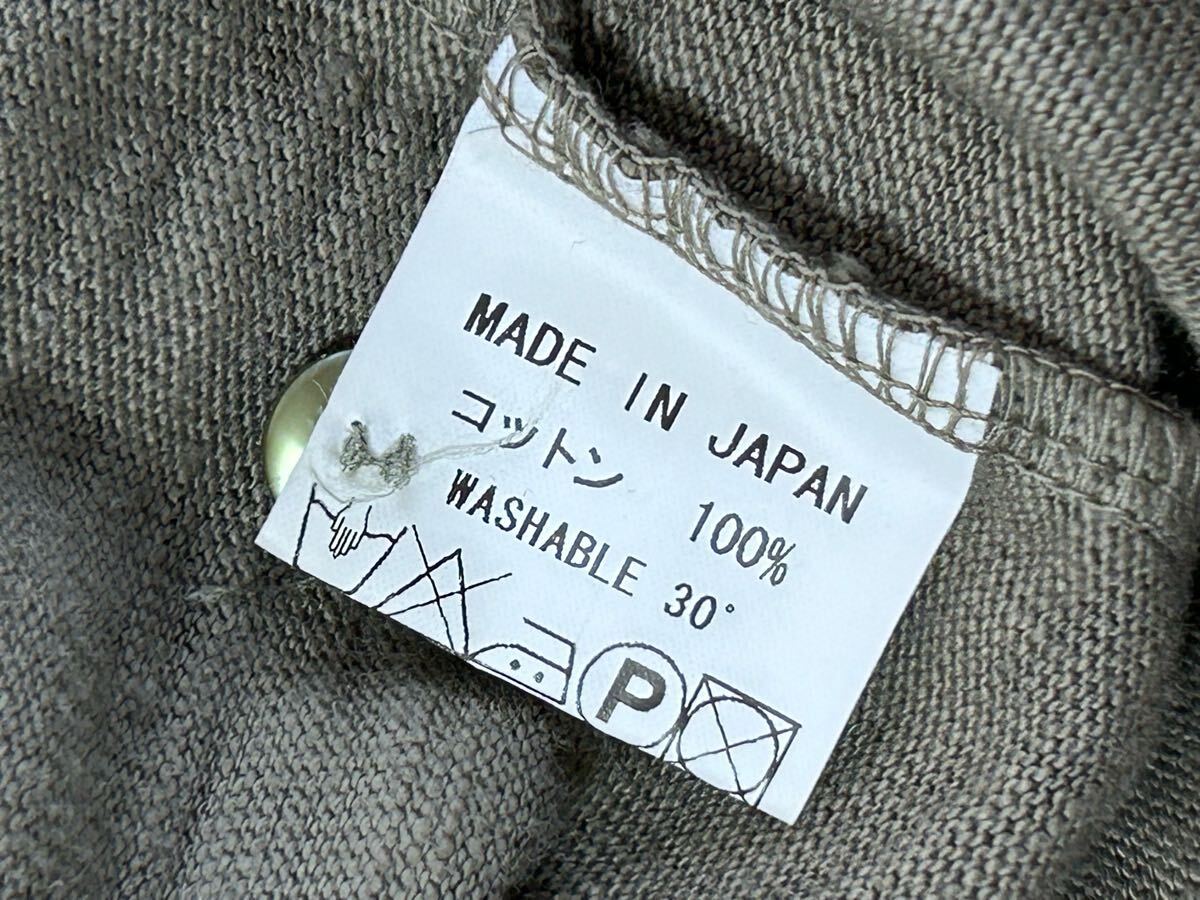 MADE IN JAPAN
コットン 100%
WASHABLE 30°
P